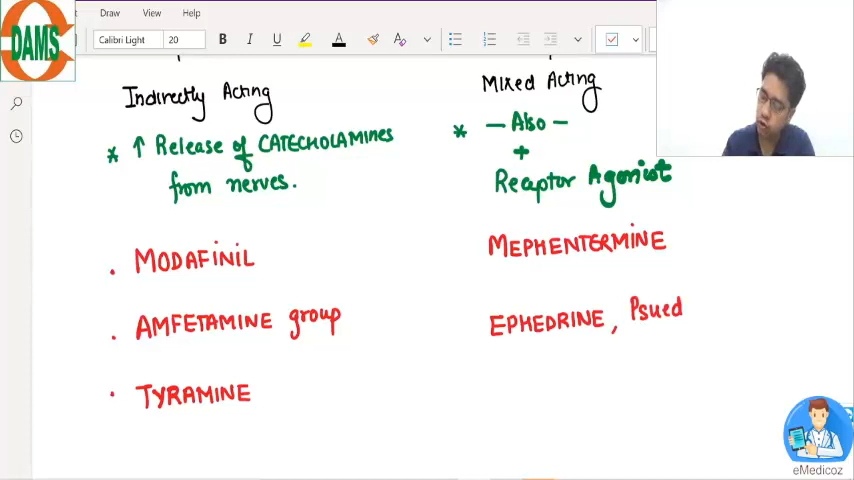 DAMS
Draw View Help
Calibri Light 20 B I U A
Indirectly Acting
* ↑ Release of CATECHOLAMINES
from nerves.
. MODAFINIL
. AMFETAMINE group
. TYRAMINE
Mixed Acting
* — Also —
+
Receptor Agonist
MEPHENTERMINE
EPHEDRINE, Psued
eMedicoz